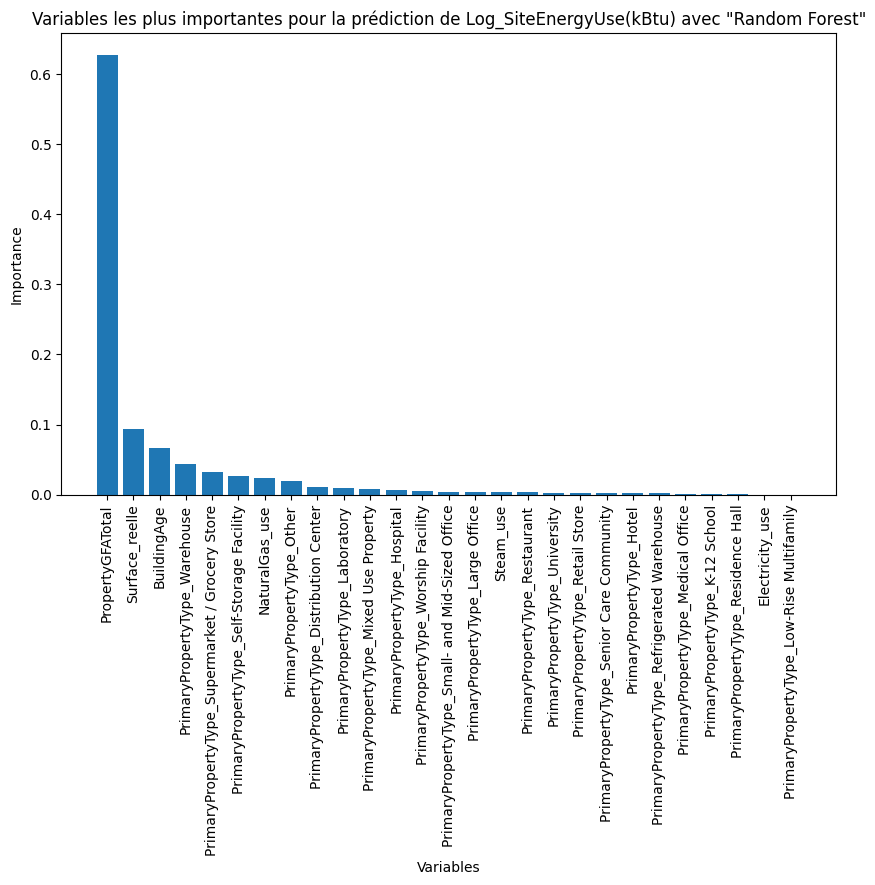 Variables les plus importantes pour la prédiction de Log_SiteEnergyUse(kBtu) avec "Random Forest"
Importance
0.6
0.5
0.4
0.3
0.2
0.1
0.0
PropertyGFATotal
Surface_reelle
BuildingAge
PrimaryPropertyType_Warehouse
PrimaryPropertyType_Supermarket / Grocery Store
PrimaryPropertyType_Self-Storage Facility
NaturalGas_use
PrimaryPropertyType_Other
PrimaryPropertyType_Distribution Center
PrimaryPropertyType_Laboratory
PrimaryPropertyType_Mixed Use Property
PrimaryPropertyType_Hospital
PrimaryPropertyType_Worship Facility
PrimaryPropertyType_Small- and Mid-Sized Office
PrimaryPropertyType_Large Office
Steam_use
PrimaryPropertyType_Restaurant
PrimaryPropertyType_University
PrimaryPropertyType_Retail Store
PrimaryPropertyType_Senior Care Community
PrimaryPropertyType_Hotel
PrimaryPropertyType_Refrigerated Warehouse
PrimaryPropertyType_Medical Office
PrimaryPropertyType_K-12 School
PrimaryPropertyType_Residence Hall
Electricity_use
PrimaryPropertyType_Low-Rise Multifamily
Variables